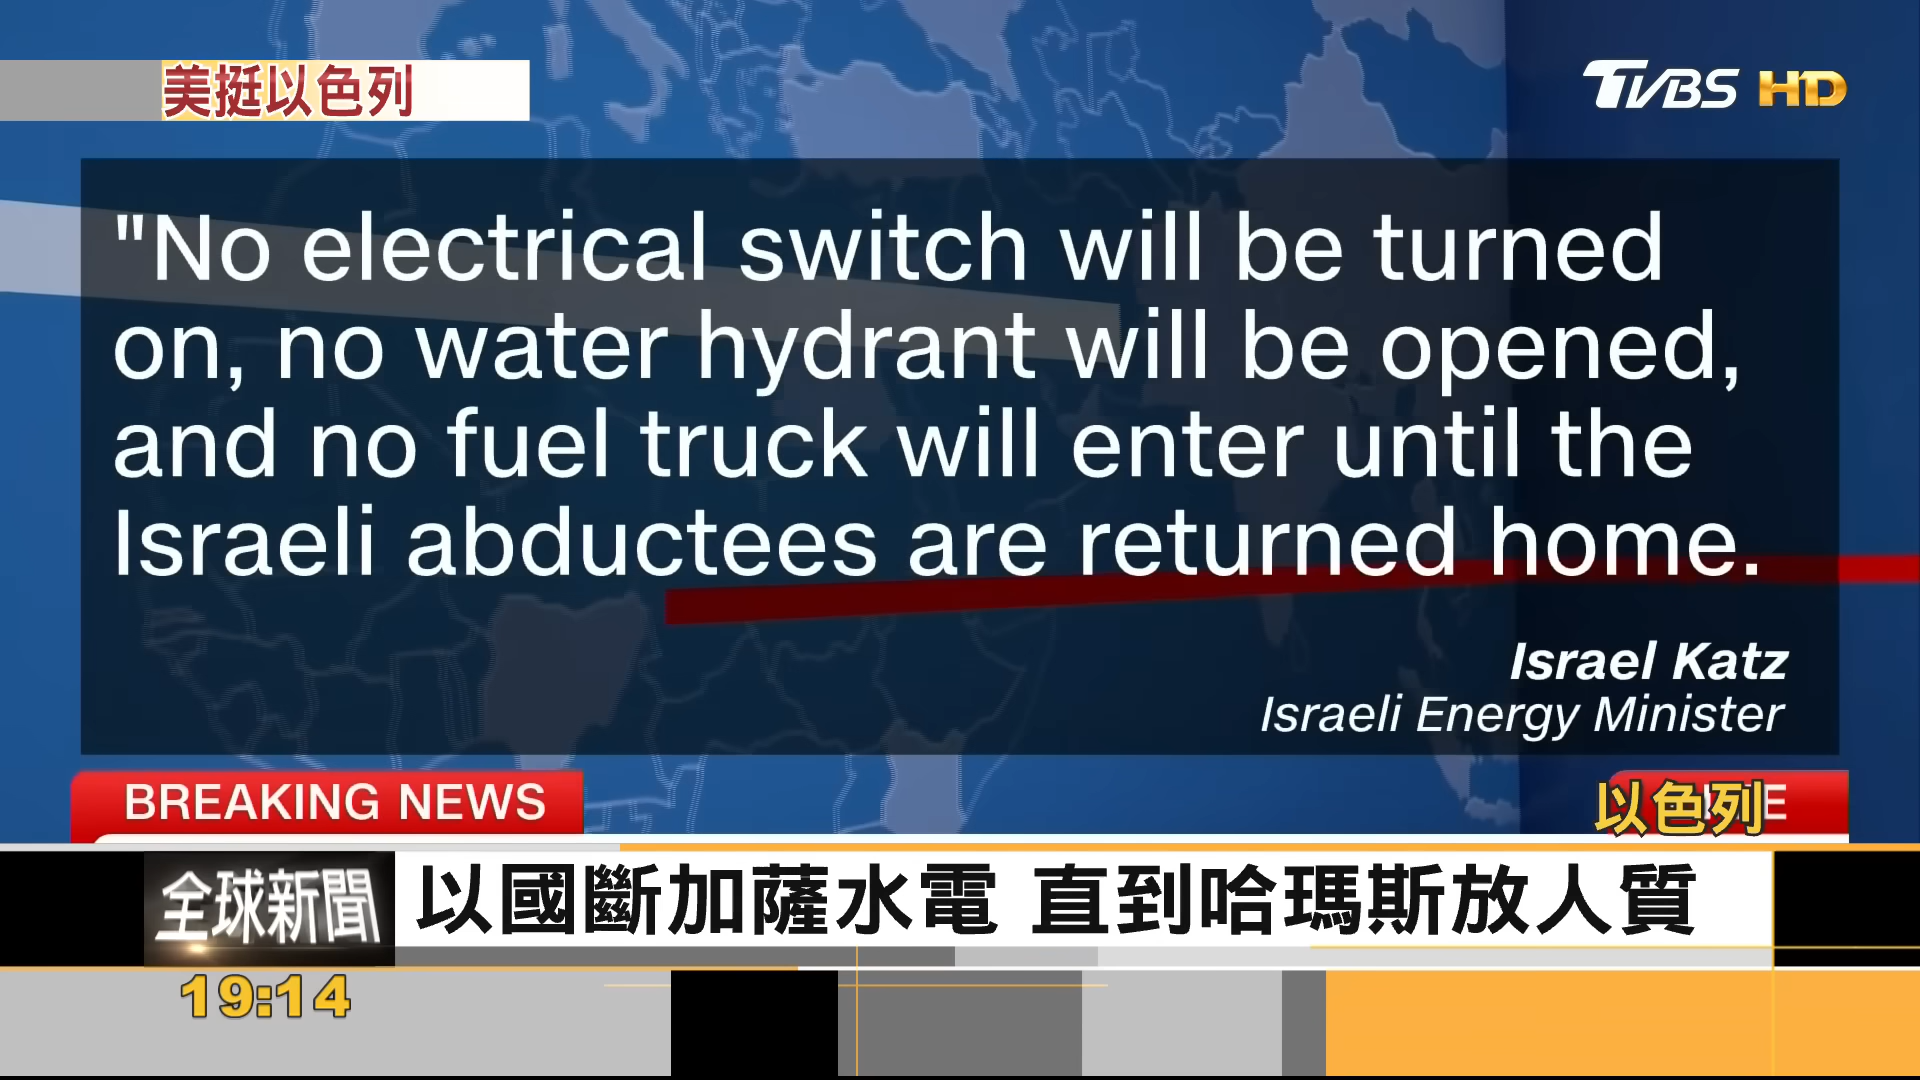 美挺以色列
TVBS HD
"No electrical switch will be turned
on, no water hydrant will be opened,
and no fuel truck will enter until the
Israeli abductees are returned home.
Israel Katz
Israeli Energy Minister
BREAKING NEWS
以色列
全球新聞
以國斷加薩水電 直到哈瑪斯放人質
19:14